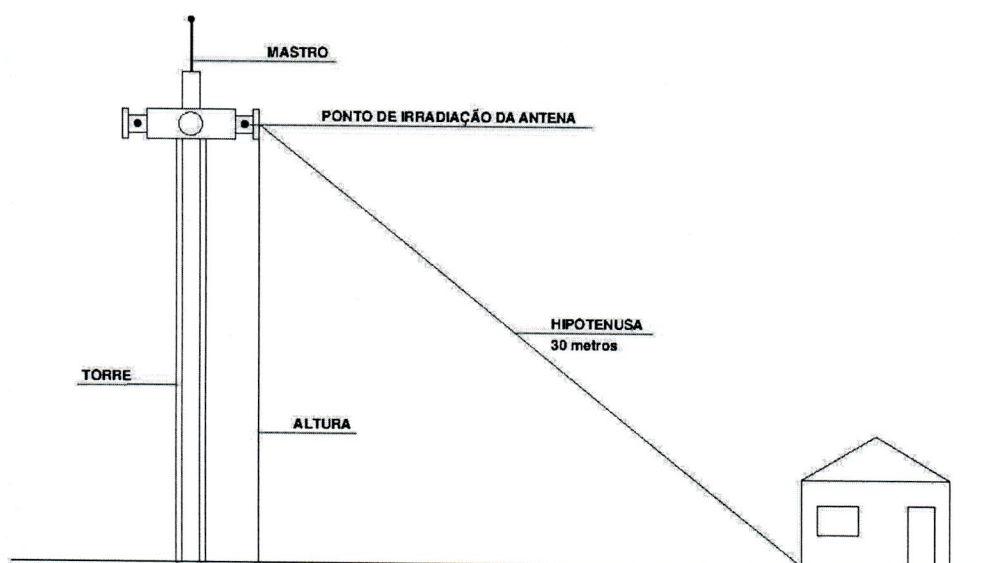 MASTRO
PONTO DE IRRADIAÇÃO DA ANTENA
HIPOTENUSA
30 metros
TORRE
ALTURA